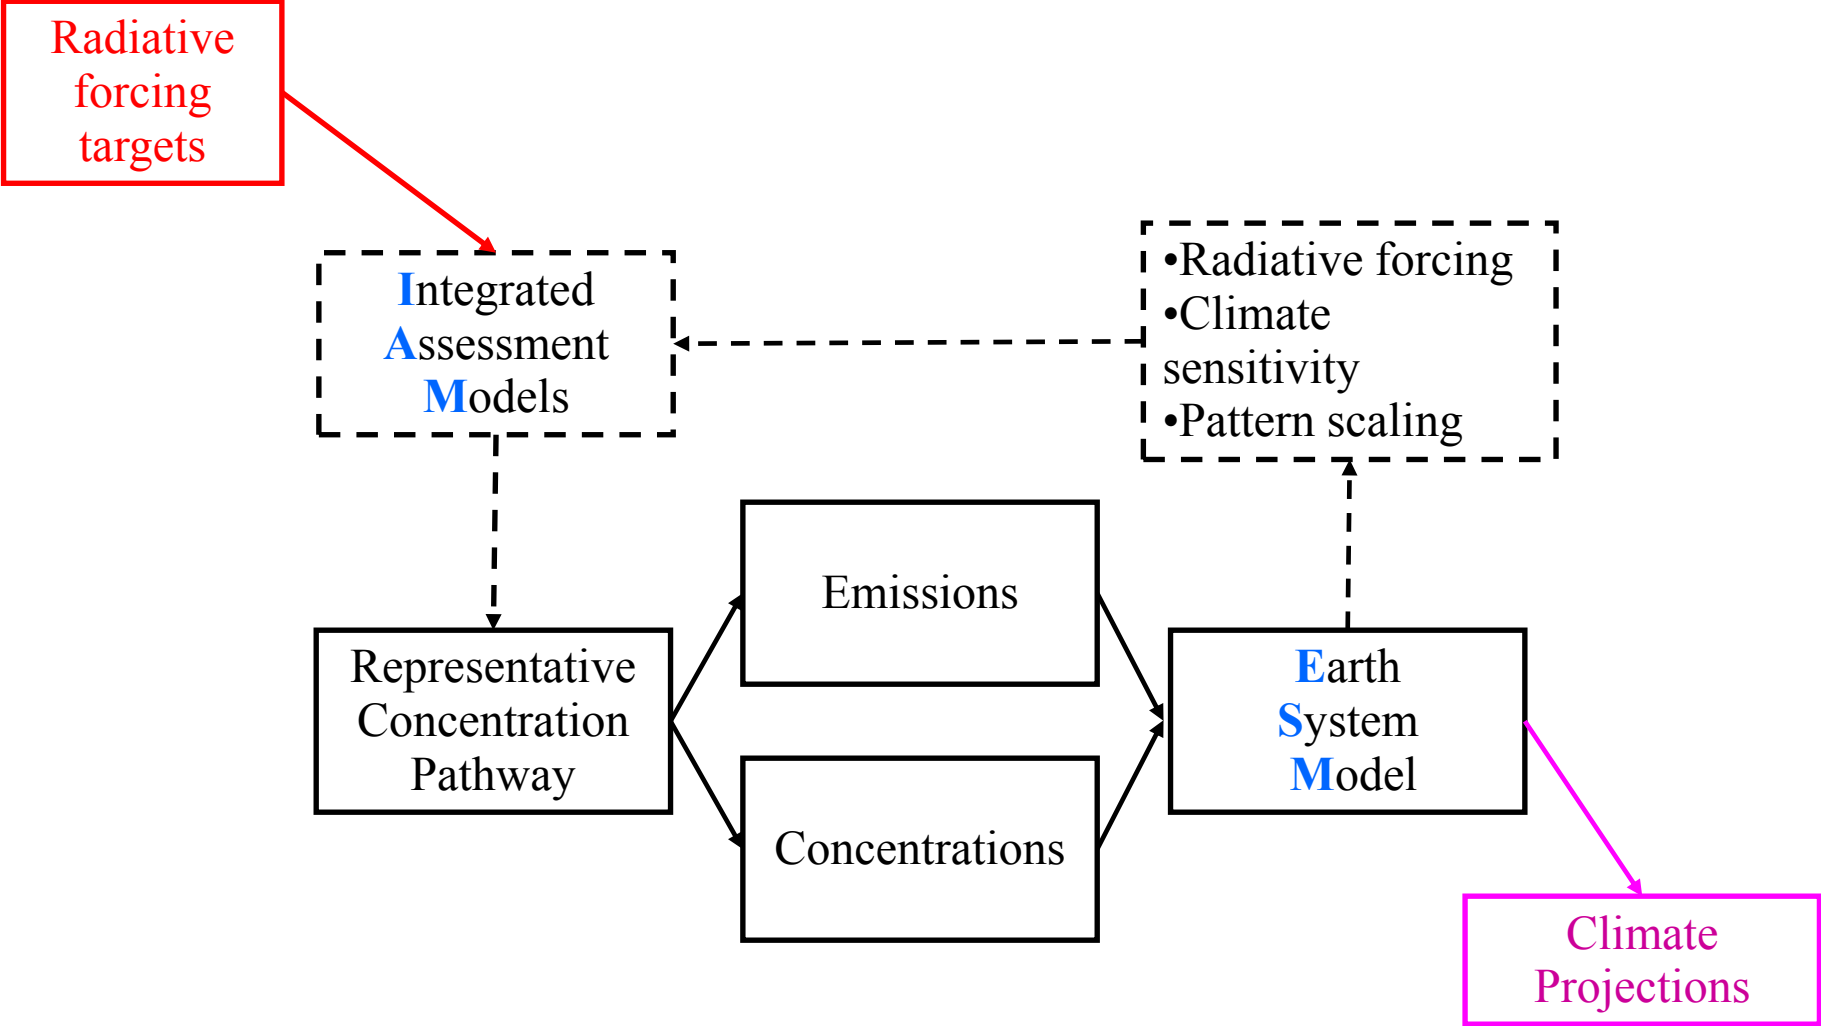 Radiative
forcing
targets
Integrated
Assessment
Models
•Radiative forcing
•Climate
sensitivity
•Pattern scaling
Emissions
Representative
Concentration
Pathway
Earth
System
Model
Concentrations
Climate
Projections